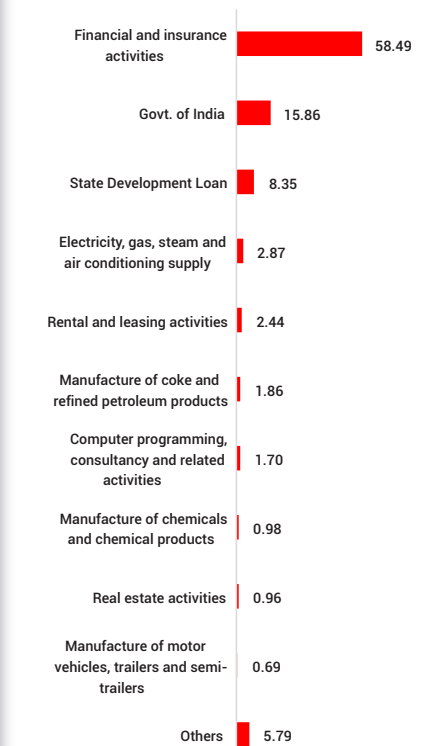 Financial and insurance
activities
58.49
Govt. of India
15.86
State Development Loan
8.35
Electricity, gas, steam and
air conditioning supply
2.87
Rental and leasing activities
2.44
Manufacture of coke and
refined petroleum products
1.86
Computer programming,
consultancy and related
activities
1.70
Manufacture of chemicals
and chemical products
0.98
Real estate activities
0.96
Manufacture of motor
vehicles, trailers and semi-
trailers
0.69
Others
5.79